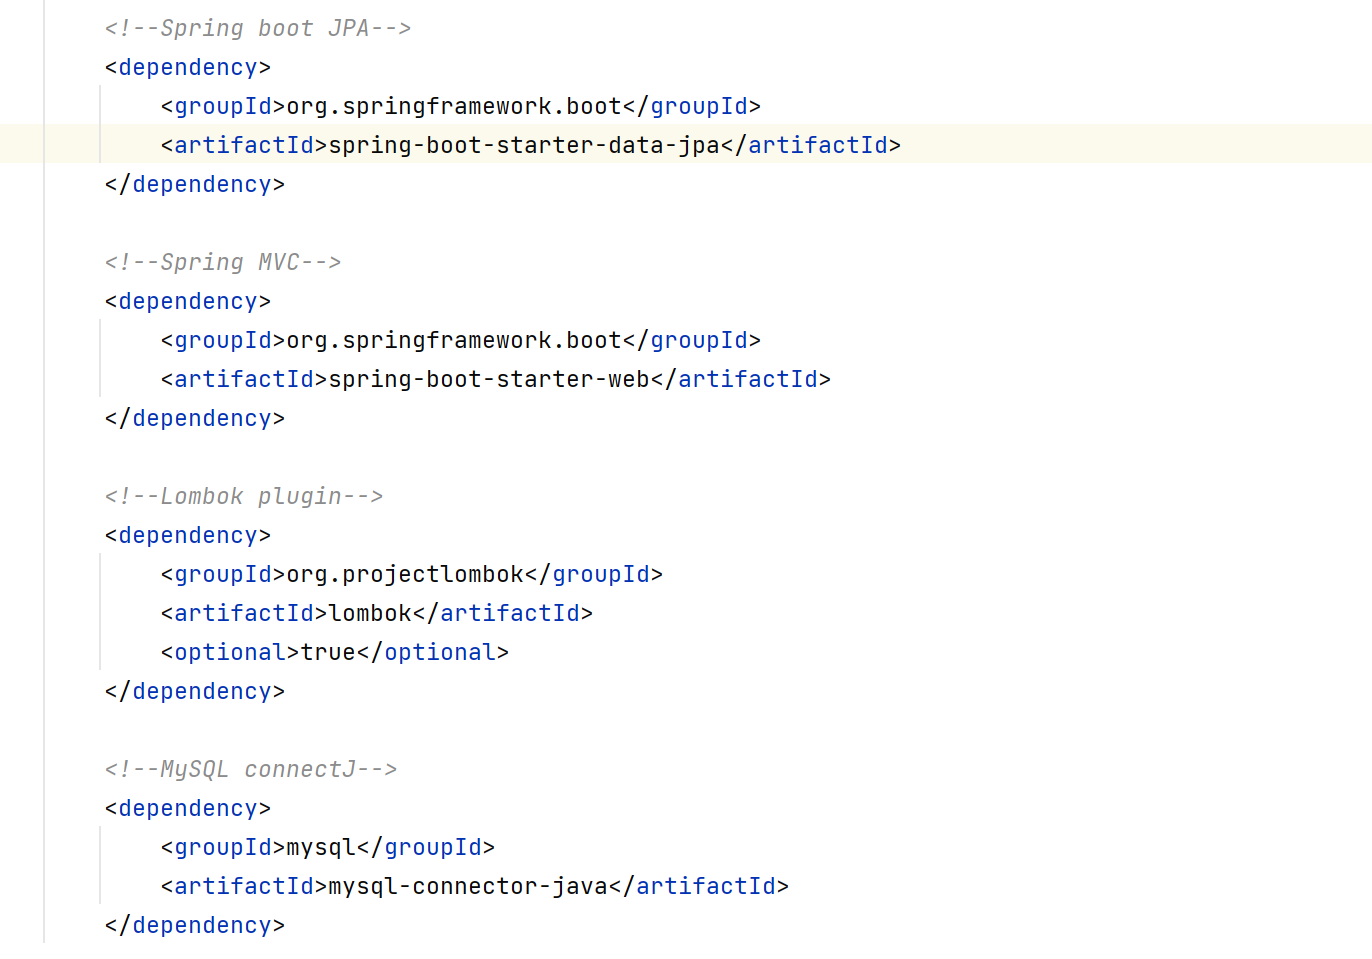 <!--Spring boot JPA-->
<dependency>
<groupId>org.springframework.boot</groupId>
<artifactId>spring-boot-starter-data-jpa</artifactId>
</dependency>
<!--Spring MVC-->
<dependency>
<groupId>org.springframework.boot</groupId>
<artifactId>spring-boot-starter-web</artifactId>
</dependency>
<!--Lombok plugin-->
<dependency>
<groupId>org.projectlombok</groupId>
<artifactId>lombok</artifactId>
<optional>true</optional>
</dependency>
<!--MySQL connectJ-->
<dependency>
<groupId>mysql</groupId>
<artifactId>mysql-connector-java</artifactId>
</dependency>